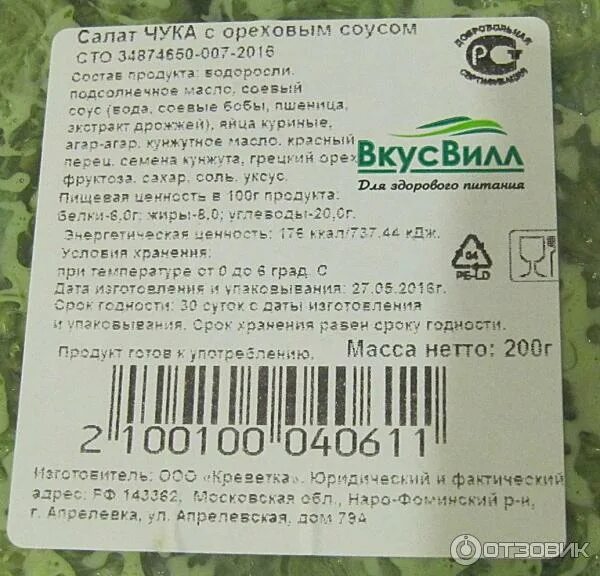 Салат ЧУКА с ореховым соусом
СТО 34874650-007-2016
Состав продукта: водоросли,
подсолнечное масло, соевый
соус (вода, соевые бобы, пшеница,
экстракт дрожжей), яйца куриные,
агар-агар, кунжутное масло, красный
перец, семена кунжута, грецкий орех,
фруктоза, сахар, соль, уксус.
Пищевая ценность в 100г продукта:
белки-6,0г; жиры-8,0; углеводы-20,0г.
Энергетическая ценность: 176 ккал/737,44 кДж.
Условия хранения:
при температуре от 0 до 6 град. С
Дата изготовления и упаковывания: 27.05.2016г.
Срок годности: 30 суток с даты изготовления
и упаковывания. Срок хранения равен сроку годности.
ДОБРОВОЛЬНАЯ
СЕРТИФИКАЦИЯ
ВкусВилл
Для здорового питания
04
PE-LD
Продукт готов к употреблению.
Масса нетто: 200г
2 100100 040611
Изготовитель: ООО «Креветка». Юридический и фактический
адрес: РФ 143362, Московская обл., Наро-Фоминский р-н,
г. Апрелевка, ул. Апрелевская, дом 79А
ОТЗОВИК